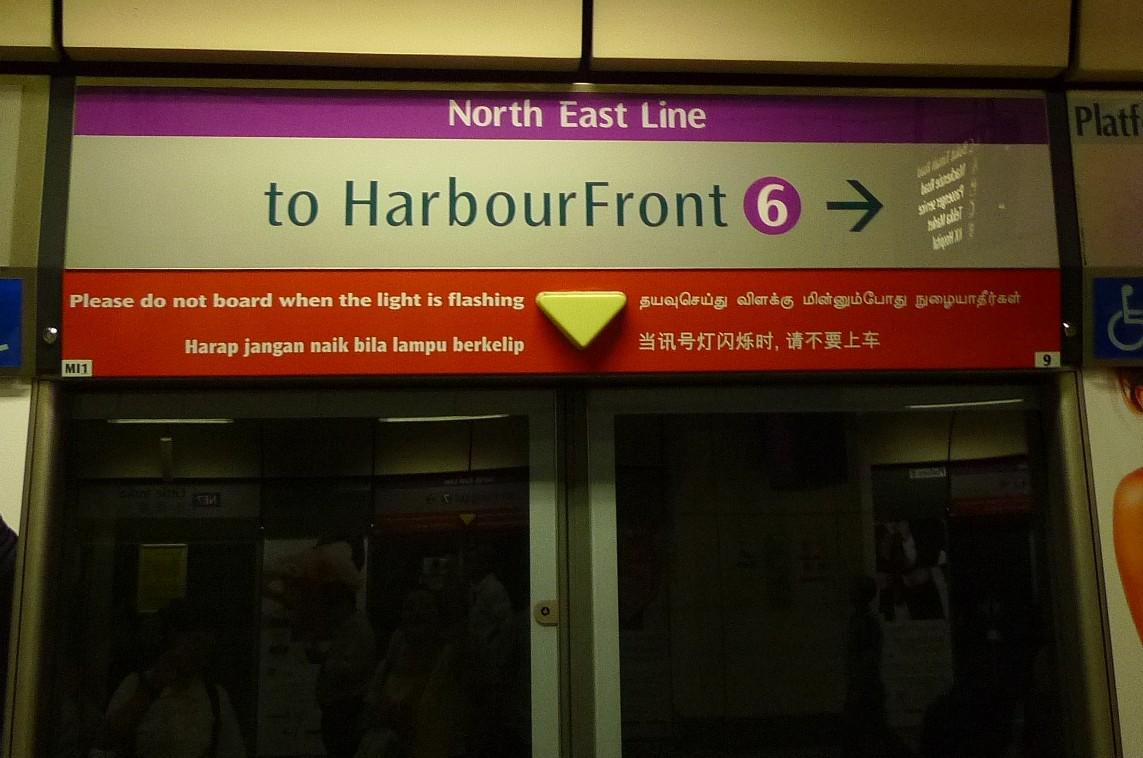 North East Line
to HarbourFront 6 →
Platf
Please do not board when the light is flashing
Harap jangan naik bila lampu berkelip
தயவுசெய்து விளக்கு மின்னும்போது நுழையாதீர்கள்
当讯号灯闪烁时, 请不要上车
MI1
9